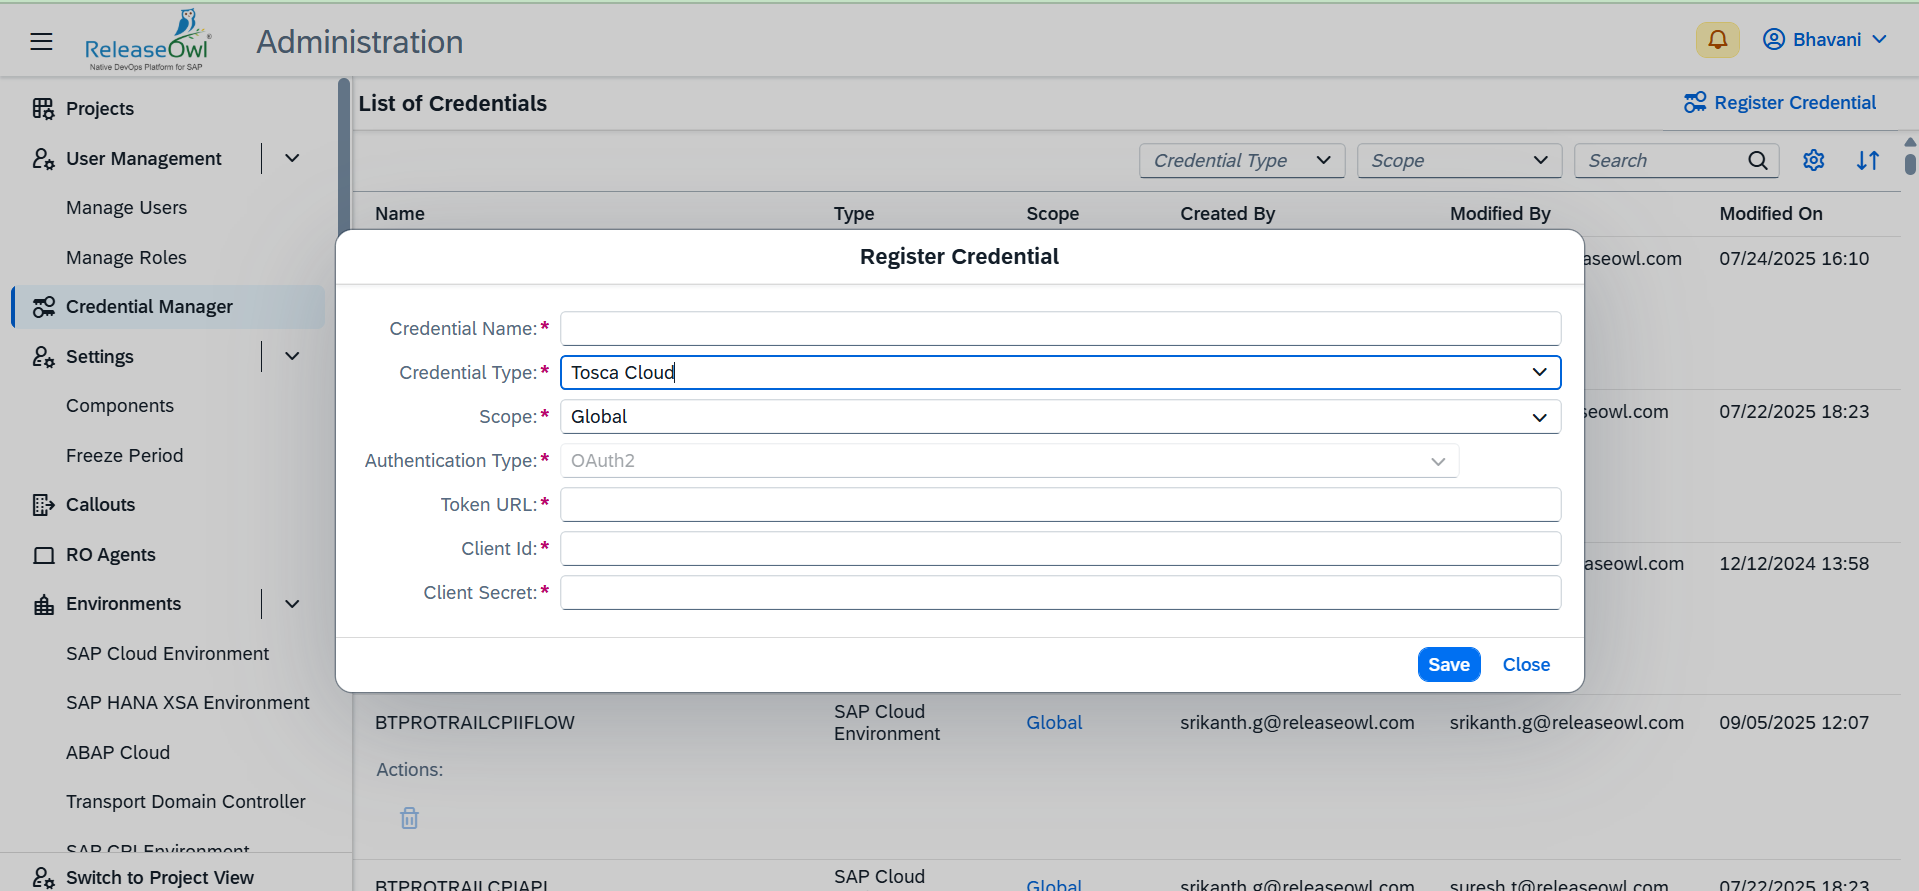 ReleaseOwl
Native DevOps Platform for SAP
Administration
Bhavani
Projects
User Management
Manage Users
Manage Roles
Credential Manager
Settings
Components
Freeze Period
Callouts
RO Agents
Environments
SAP Cloud Environment
SAP HANA XSA Environment
ABAP Cloud
Transport Domain Controller
SAP CPI Environment
Switch to Project View
List of Credentials
Register Credential
Credential Type
Scope
Search
Name Type Scope Created By Modified By Modified On
aseowl.com 07/24/2025 16:10
seowl.com 07/22/2025 18:23
easeowl.com 12/12/2024 13:58
Register Credential
Credential Name:*
Credential Type:* Tosca Cloud
Scope:* Global
Authentication Type:* OAuth2
Token URL:*
Client Id:*
Client Secret:*
Save Close
BTPROTRAILCPIIFLOW SAP Cloud Environment Global srikanth.g@releaseowl.com srikanth.g@releaseowl.com 09/05/2025 12:07
Actions:
BTPROTRAILCPIAPI SAP Cloud Global srikanth.g@releaseowl.com suresh.t@releaseowl.com 07/22/2025 18:23